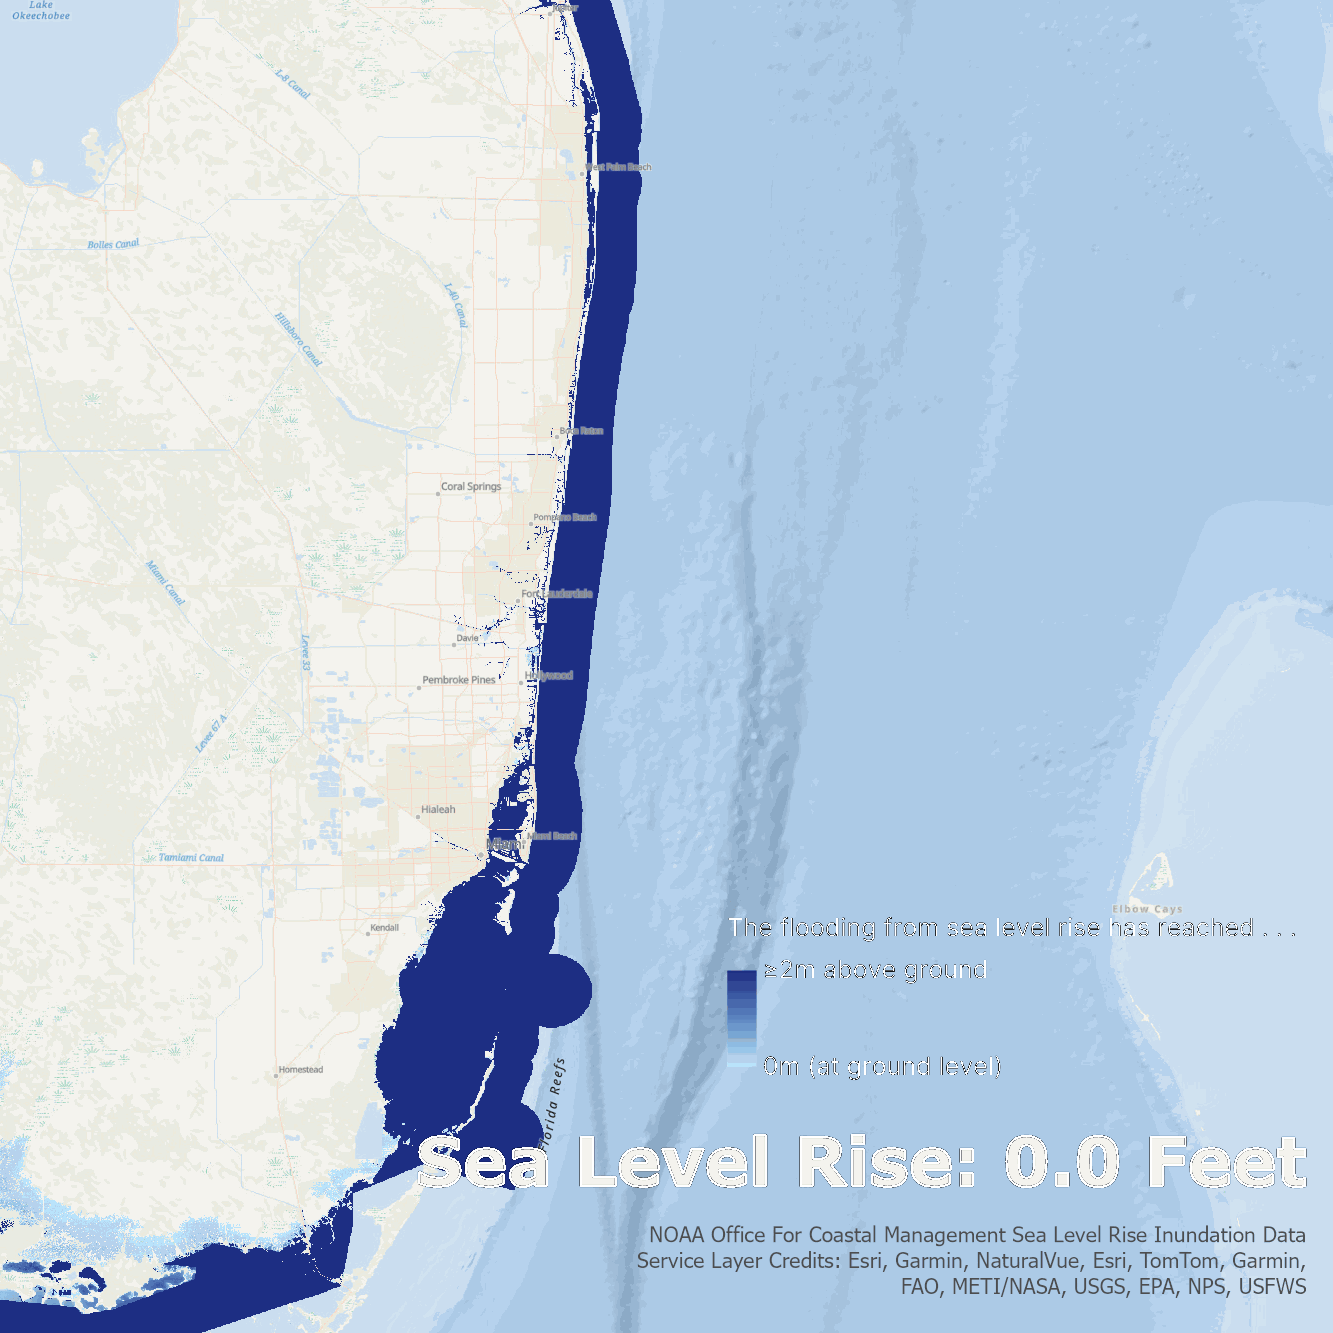 Lake
Okeechobee
Jupiter
L-8 Canal
West Palm Beach
Bolles Canal
L-40 Canal
Hillsboro Canal
Boca Raton
Coral Springs
Pompano Beach
Miami Canal
Fort Lauderdale
Davie
Levee 33
Hollywood
Pembroke Pines
Levee 67 A
Hialeah
Miami Beach
Miami
Tamiami Canal
Elbow Cays
Kendall
The flooding from sea level rise has reached . . .
≥2m above ground
0m (at ground level)
Homestead
Florida Reefs
Sea Level Rise: 0.0 Feet
NOAA Office For Coastal Management Sea Level Rise Inundation Data
Service Layer Credits: Esri, Garmin, NaturalVue, Esri, TomTom, Garmin,
FAO, METI/NASA, USGS, EPA, NPS, USFWS